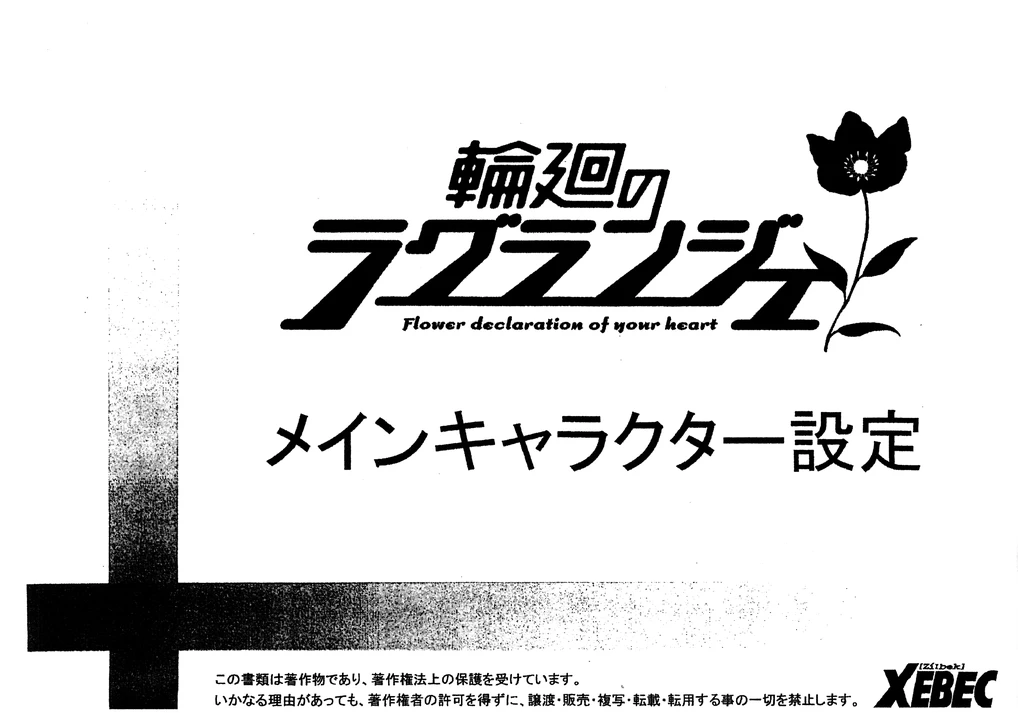 輪廻の
ラグランジェ
Flower declaration of your heart
メインキャラクター設定
この書類は著作物であり、著作権法上の保護を受けています。
いかなる理由があっても、著作権者の許可を得ずに、譲渡・販売・複写・転載・転用する事の一切を禁止します。
[Zi:bek]
XEBEC